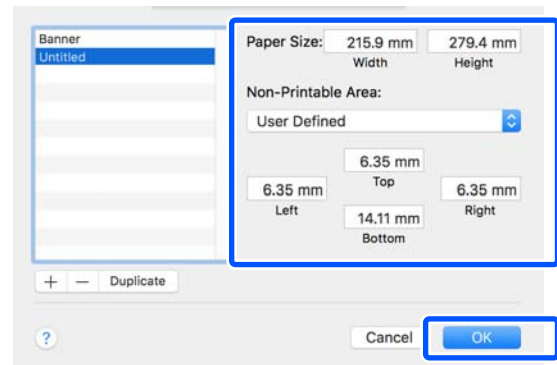 Banner
Untitled
Paper Size: 215.9 mm 279.4 mm
Width Height
Non-Printable Area:
User Defined
6.35 mm
Top
6.35 mm 6.35 mm
Left Right
14.11 mm
Bottom
+ − Duplicate
? Cancel OK